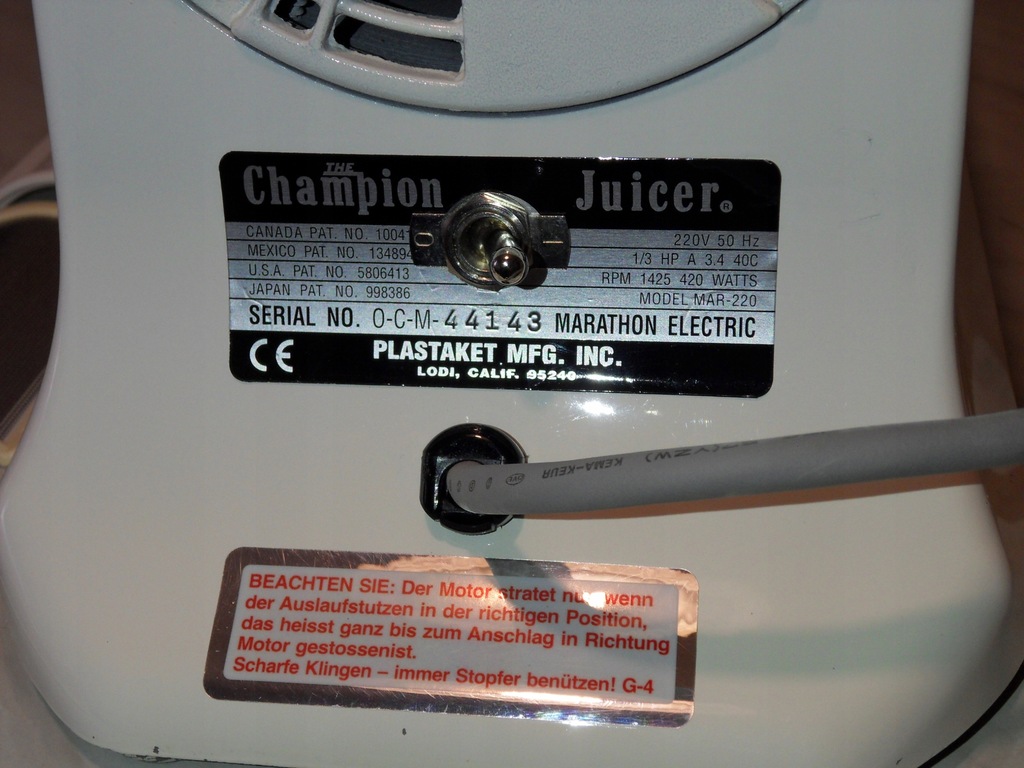 THE
Champion Juicer®
CANADA PAT. NO. 1004 220V 50 Hz
MEXICO PAT. NO. 134894 1/3 HP A 3.4 40C
U.S.A. PAT. NO. 5806413 RPM 1425 420 WATTS
JAPAN PAT. NO. 998386 MODEL MAR-220
O I
SERIAL NO. O-C-M-44143 MARATHON ELECTRIC
CE PLASTAKET MFG. INC.
LODI, CALIF. 95240
KEMA-KEUR
BEACHTEN SIE: Der Motor stratet nur wenn
der Auslaufstutzen in der richtigen Position,
das heisst ganz bis zum Anschlag in Richtung
Motor gestossenist.
Scharfe Klingen – immer Stopfer benützen! G-4